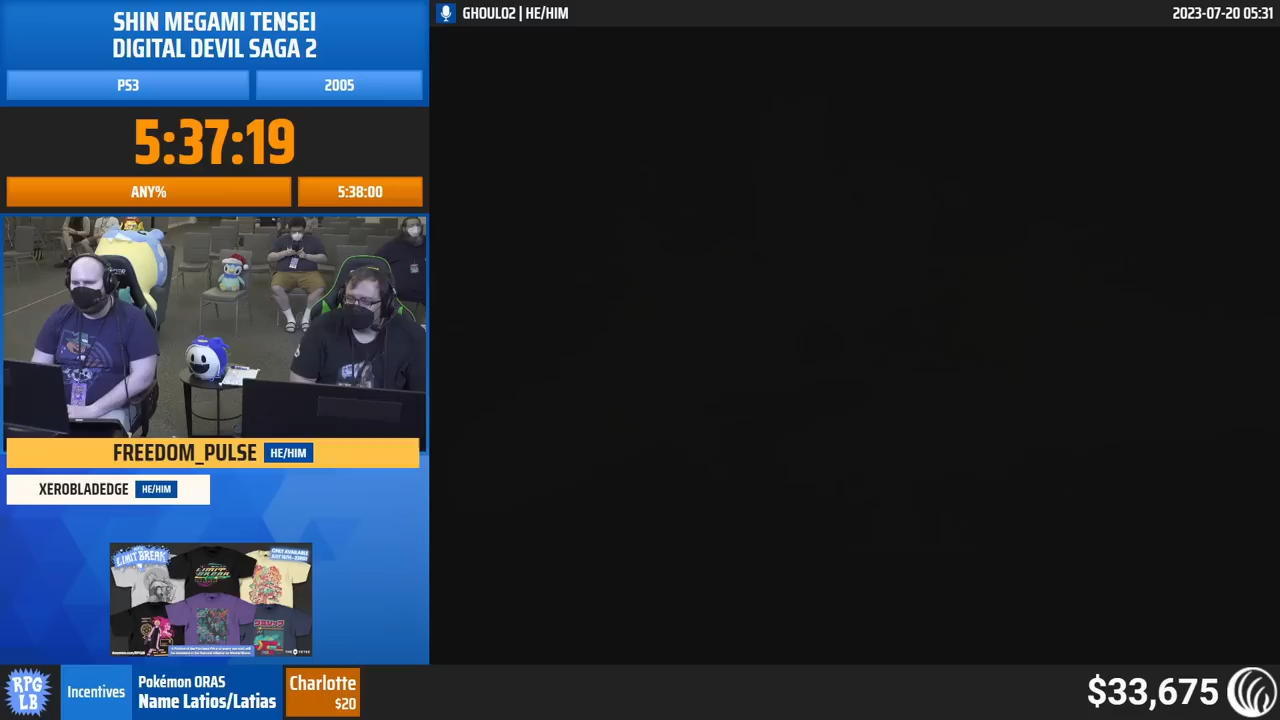 SHIN MEGAMI TENSEI
DIGITAL DEVIL SAGA 2
PS3
2005
5:37:19
ANY%
5:38:00
GHOUL02 | HE/HIM
2023-07-20 05:31
FREEDOM_PULSE HE/HIM
XEROBLADEDGE HE/HIM
LIMIT BREAK
RPG
LB
Incentives
Pokémon ORAS
Name Latios/Latias
Charlotte
$20
$33,675